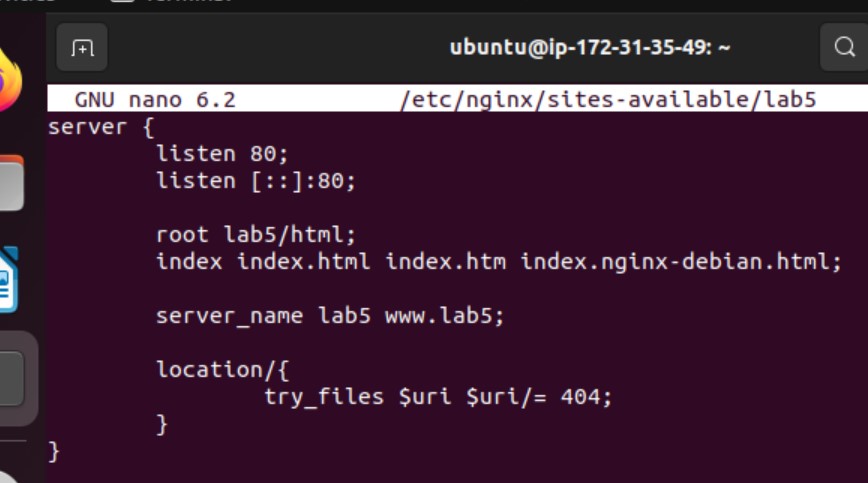 ubuntu@ip-172-31-35-49: ~
GNU nano 6.2 /etc/nginx/sites-available/lab5
server {
listen 80;
listen [::]:80;
root lab5/html;
index index.html index.htm index.nginx-debian.html;
server_name lab5 www.lab5;
location/{
try_files $uri $uri/= 404;
}
}